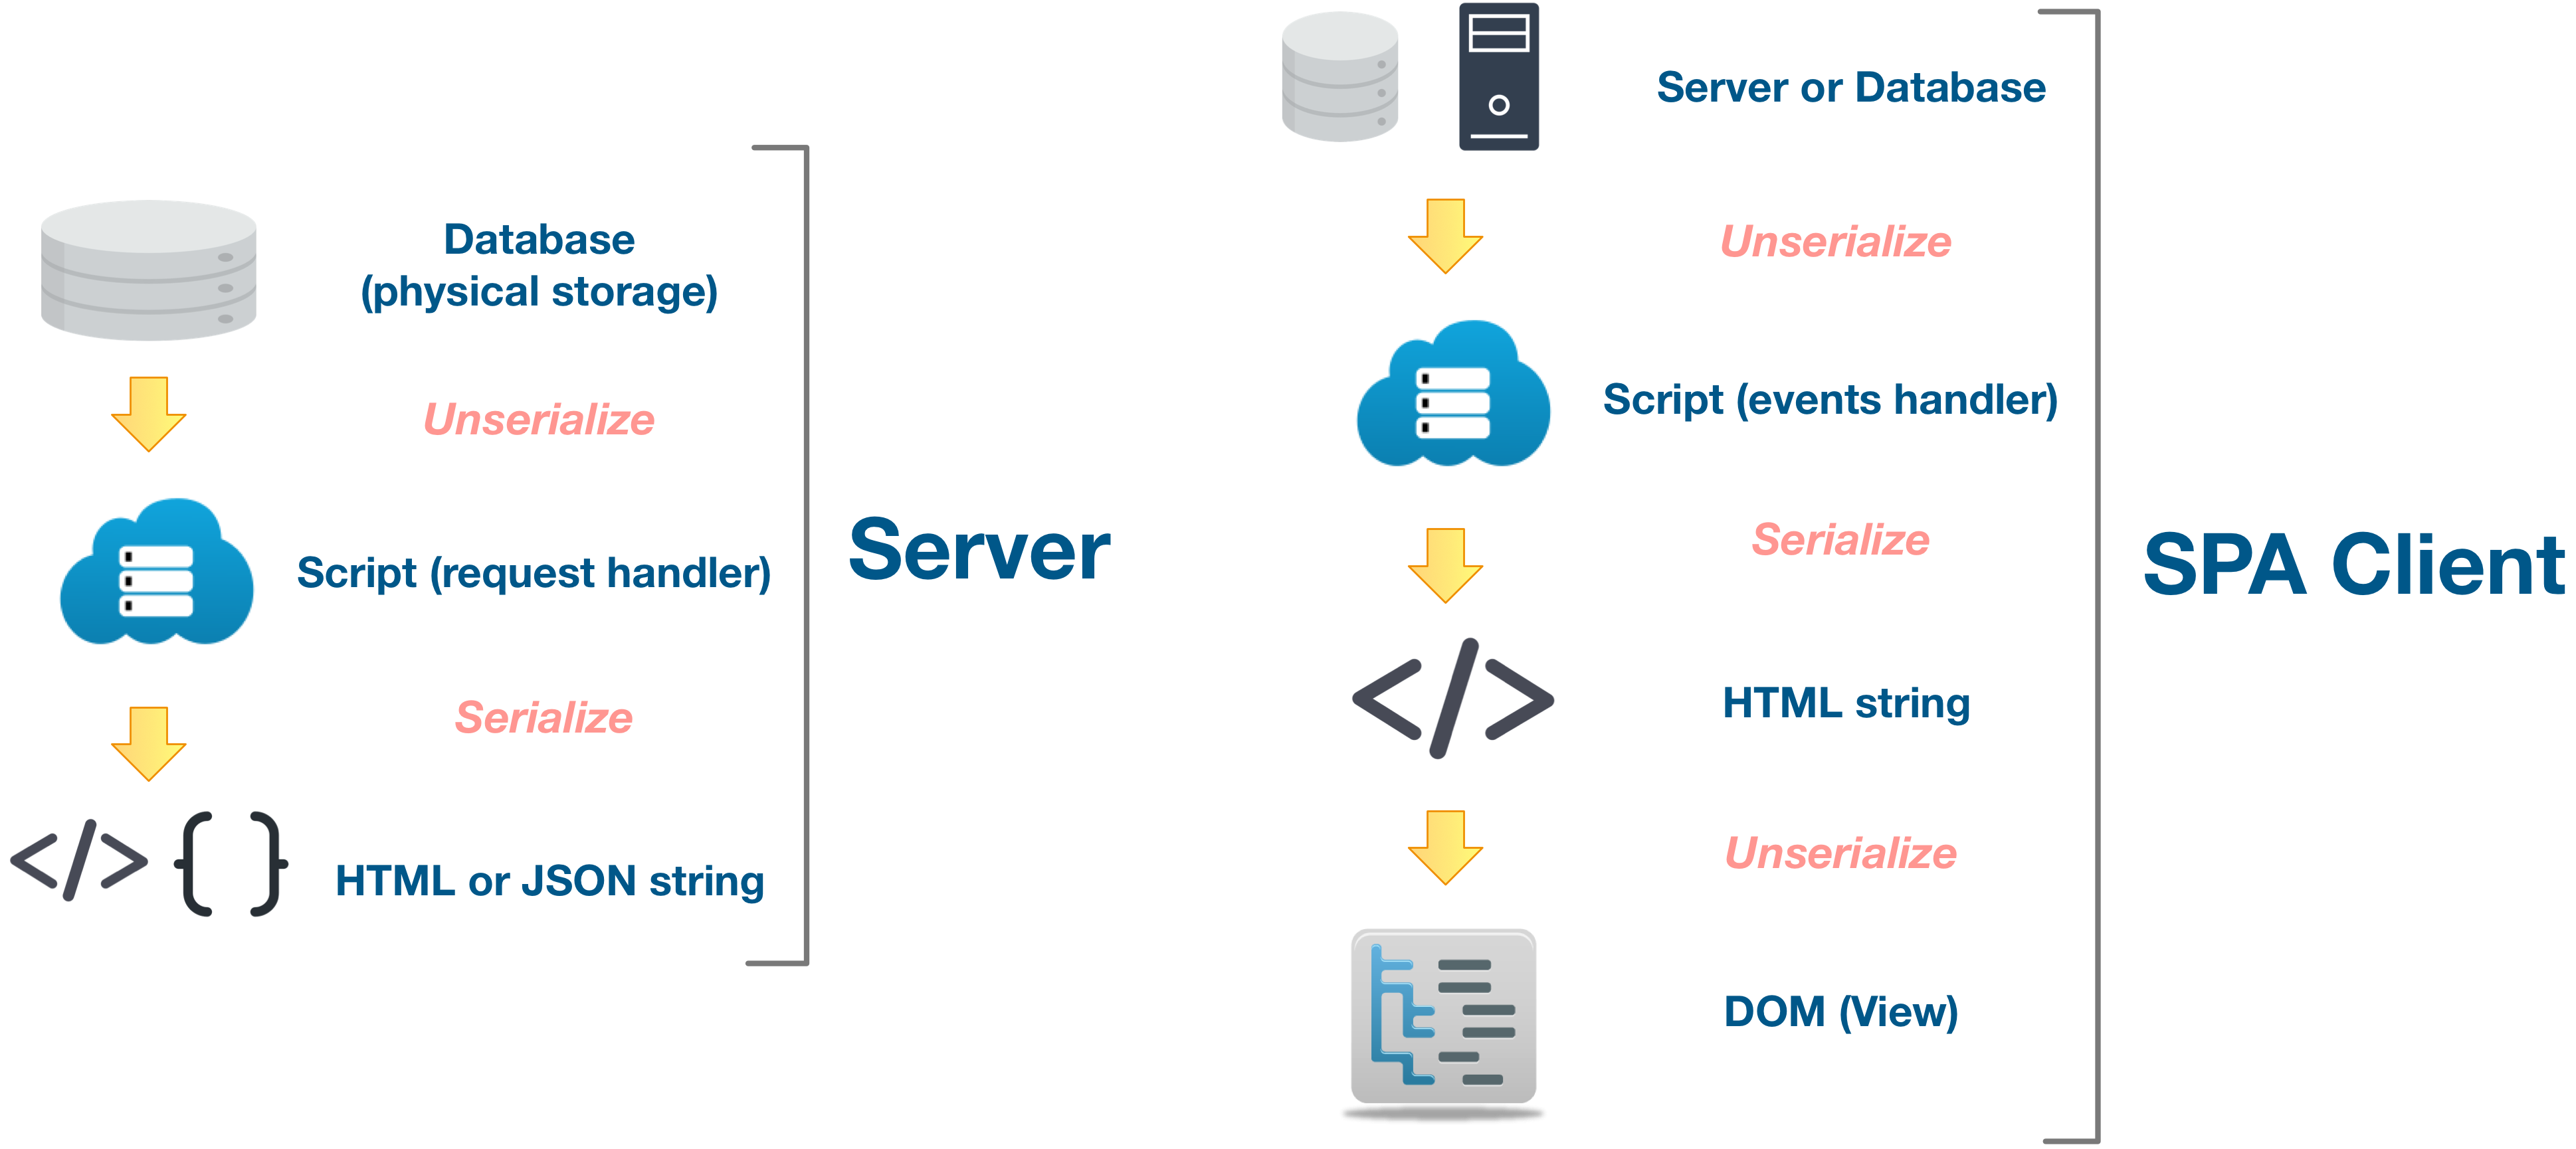 Database
(physical storage)
Unserialize
Script (request handler)
Serialize
HTML or JSON string
Server
Server or Database
Unserialize
Script (events handler)
Serialize
HTML string
Unserialize
DOM (View)
SPA Client